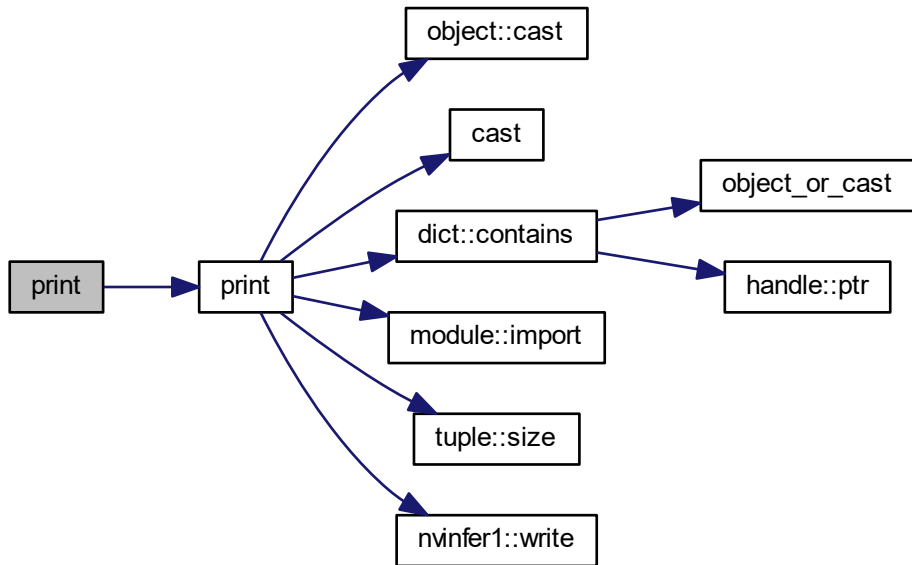 object::cast
cast
object_or_cast
dict::contains
print
print
handle::ptr
module::import
tuple::size
nvinfer1::write